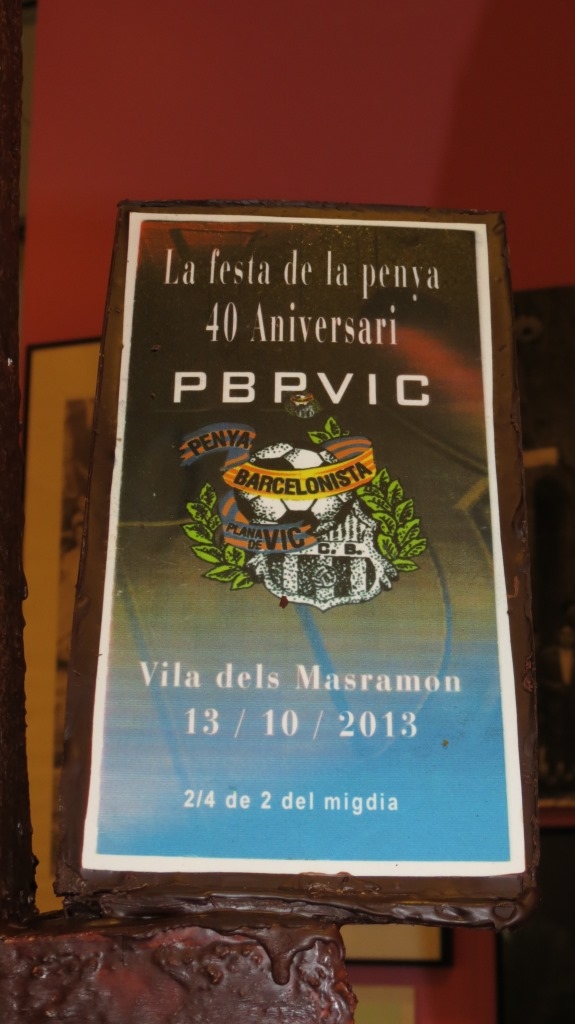 La festa de la penya
40 Aniversari
PBPVIC
PENYA
BARCELONISTA
PLANA
DE VIC
C. B.
Vila dels Masramon
13 / 10 / 2013
2/4 de 2 del migdia